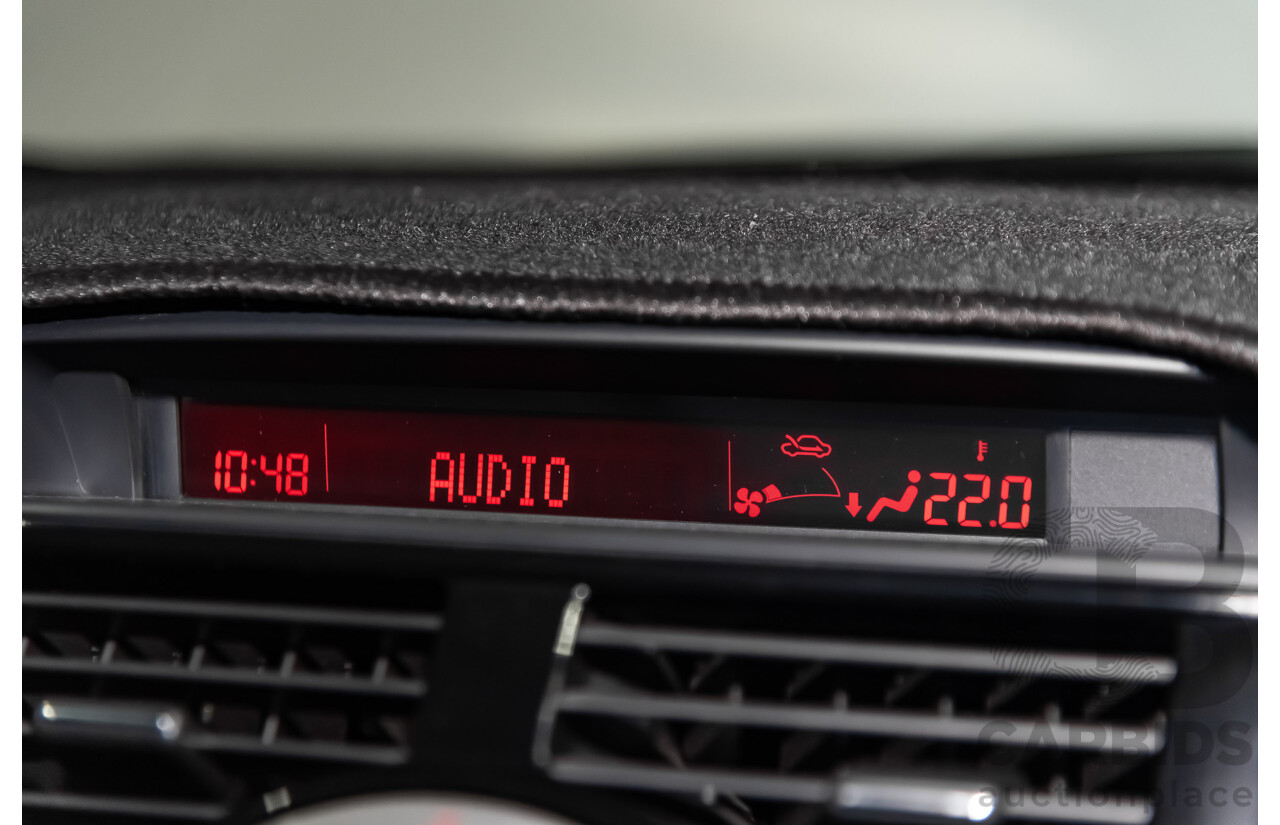 10:48 AUDIO 22.0
CARBIDS
auctionplace